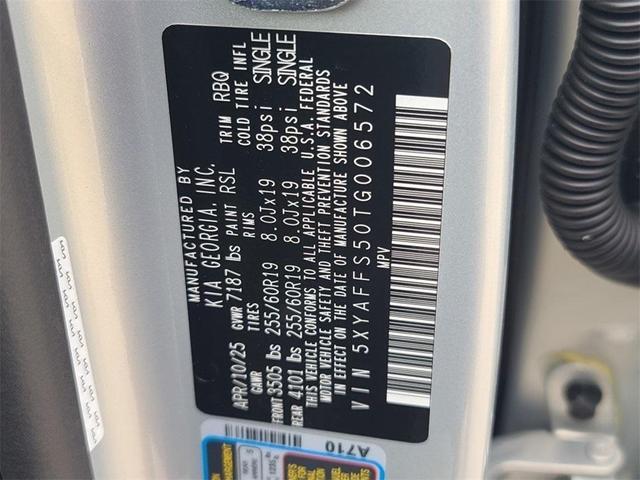 MANUFACTURED BY
KIA GEORGIA, INC.
APR/10/25 GVWR 7187 lbs PAINT RSL TRIM RBQ
GAWR TIRES RIMS COLD TIRE INFL
FRONT 3505 lbs 255/60R19 8.0Jx19 38psi SINGLE
REAR 4101 lbs 255/60R19 8.0Jx19 38psi SINGLE
THIS VEHICLE CONFORMS TO ALL APPLICABLE U.S.A. FEDERAL
MOTOR VEHICLE SAFETY AND THEFT PREVENTION STANDARDS
IN EFFECT ON THE DATE OF MANUFACTURE SHOWN ABOVE
MPV
VIN 5XYAFFS50TG006572
A710